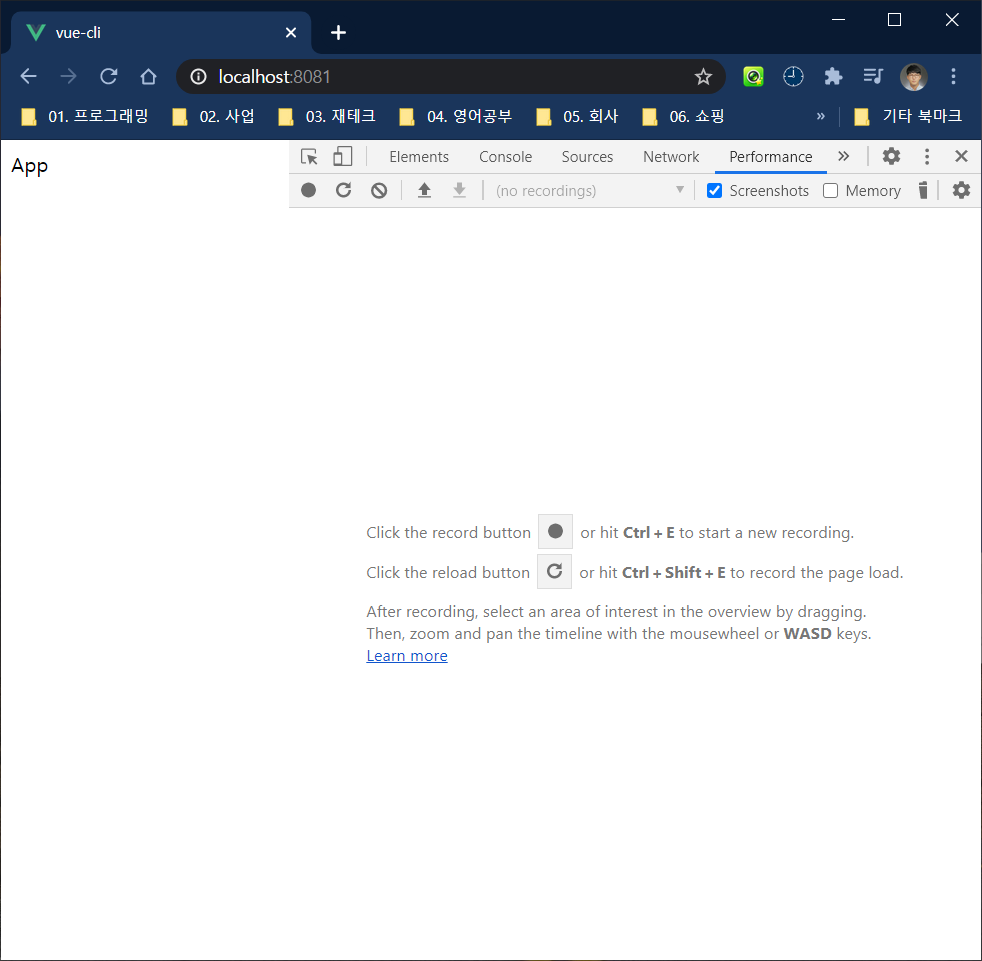 vue-cli
localhost:8081
01. 프로그래밍 02. 사업 03. 재테크 04. 영어공부 05. 회사 06. 쇼핑 » 기타 북마크
App
Elements Console Sources Network Performance »
(no recordings) Screenshots Memory
Click the record button or hit Ctrl + E to start a new recording.
Click the reload button or hit Ctrl + Shift + E to record the page load.
After recording, select an area of interest in the overview by dragging.
Then, zoom and pan the timeline with the mousewheel or WASD keys.
Learn more